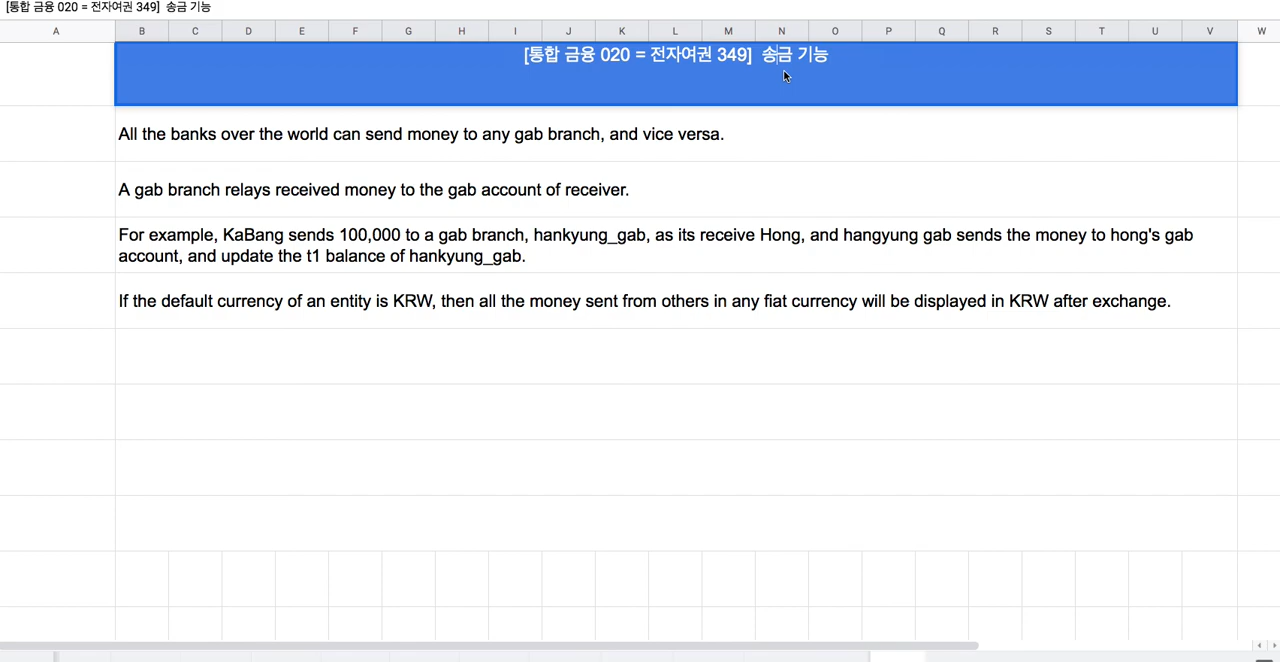 [통합 금융 020 = 전자여권 349]  송금 기능
A B C D E F G H I J K L M N O P Q R S T U V W
[통합 금융 020 = 전자여권 349]  송금 기능
All the banks over the world can send money to any gab branch, and vice versa.
A gab branch relays received money to the gab account of receiver.
For example, KaBang sends 100,000 to a gab branch, hankyung_gab, as its receive Hong, and hangyung gab sends the money to hong's gab
account, and update the t1 balance of hankyung_gab.
If the default currency of an entity is KRW, then all the money sent from others in any fiat currency will be displayed in KRW after exchange.